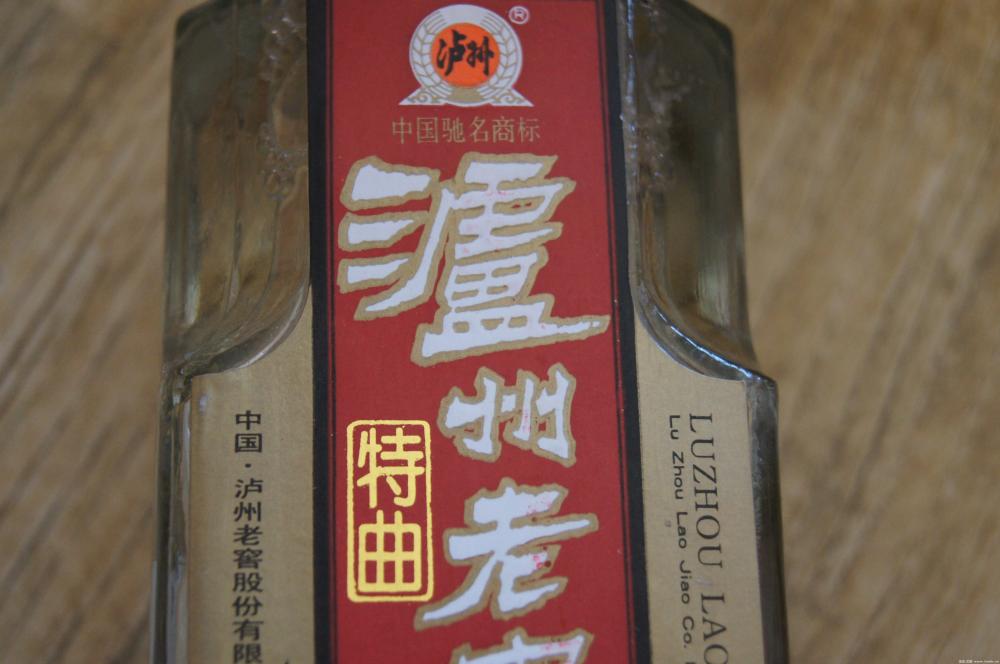 泸州
®
中国驰名商标
瀘州老窖
特曲
中国·泸州老窖股份有限
LUZHOU LAO
Lu Zhou Lao Jiao Co.